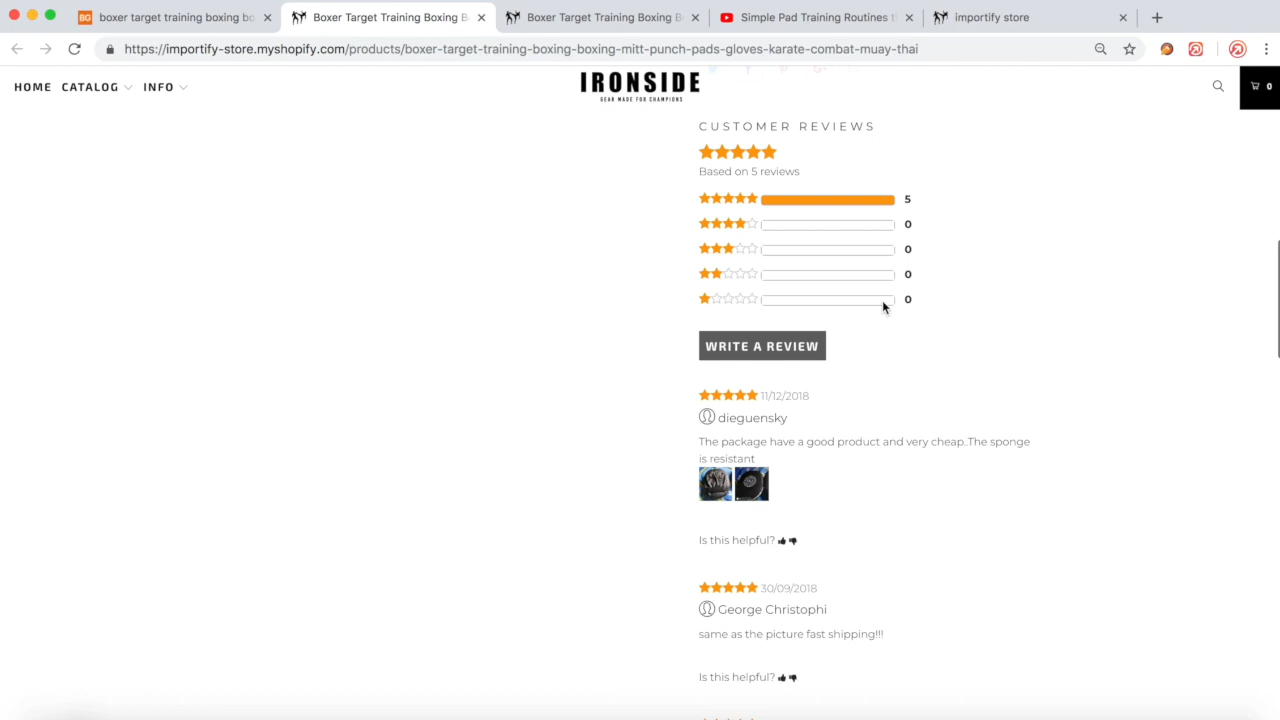 boxer target training boxing bo
Boxer Target Training Boxing B
Boxer Target Training Boxing B
Simple Pad Training Routines t
importify store
https://importify-store.myshopify.com/products/boxer-target-training-boxing-boxing-mitt-punch-pads-gloves-karate-combat-muay-thai
HOME CATALOG INFO
IRONSIDE
GEAR MADE FOR CHAMPIONS
0
CUSTOMER REVIEWS
Based on 5 reviews
5
0
0
0
0
WRITE A REVIEW
11/12/2018
dieguensky
The package have a good product and very cheap..The sponge
is resistant
Is this helpful?
30/09/2018
George Christophi
same as the picture fast shipping!!!
Is this helpful?